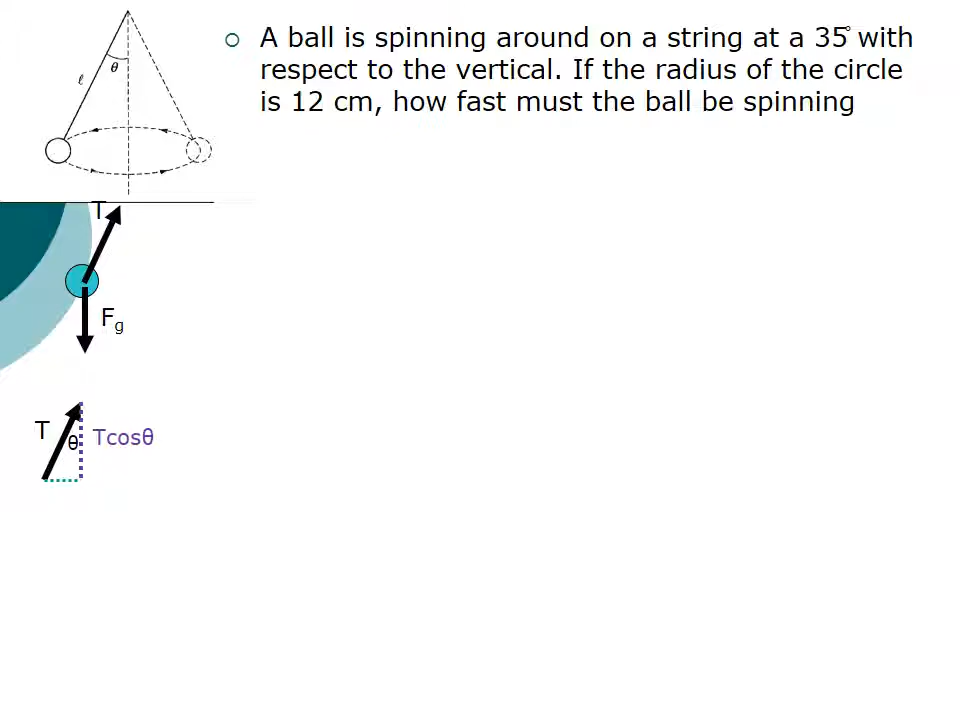 A ball is spinning around on a string at a 35° with
respect to the vertical. If the radius of the circle
is 12 cm, how fast must the ball be spinning
θ
ℓ
T
Fg
T
θ
Tcosθ